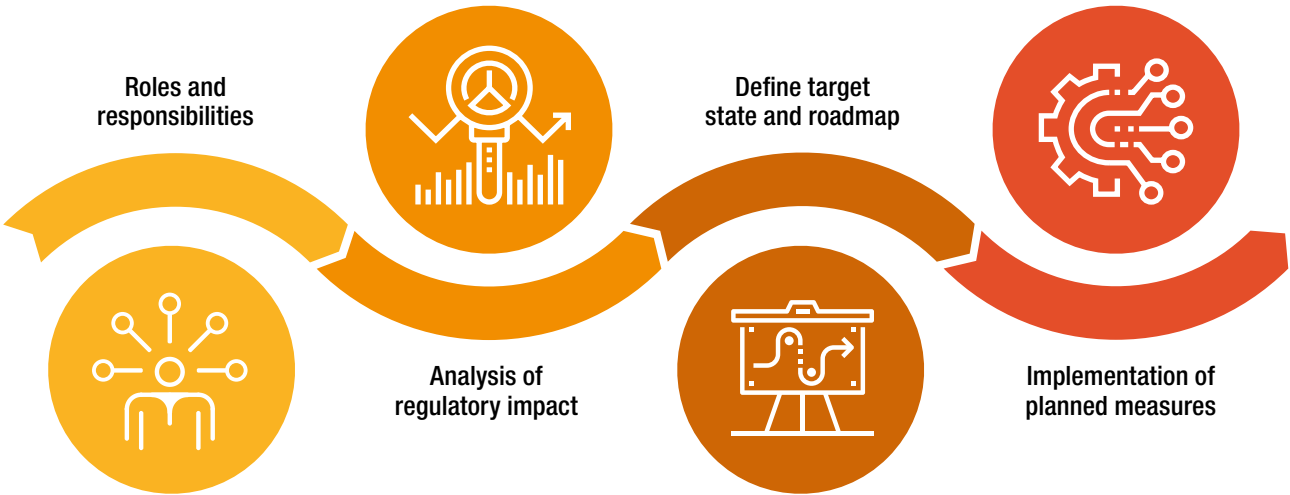 Roles and
responsibilities
Analysis of
regulatory impact
Define target
state and roadmap
Implementation of
planned measures